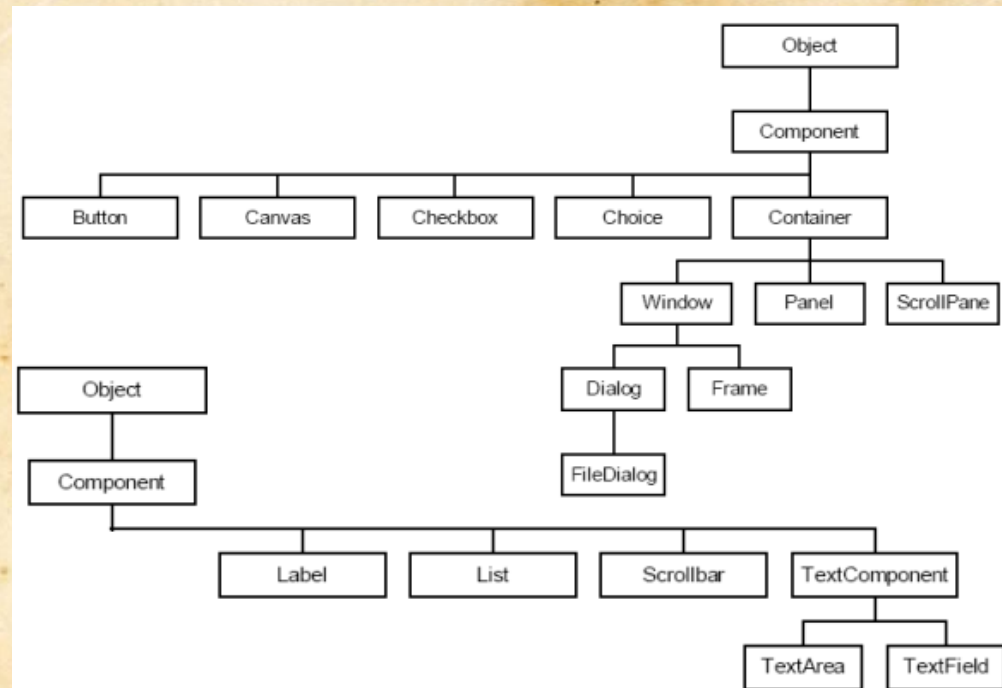 Object
Component
Button Canvas Checkbox Choice Container
Window Panel ScrollPane
Object
Dialog Frame
Component
FileDialog
Label List Scrollbar TextComponent
TextArea TextField